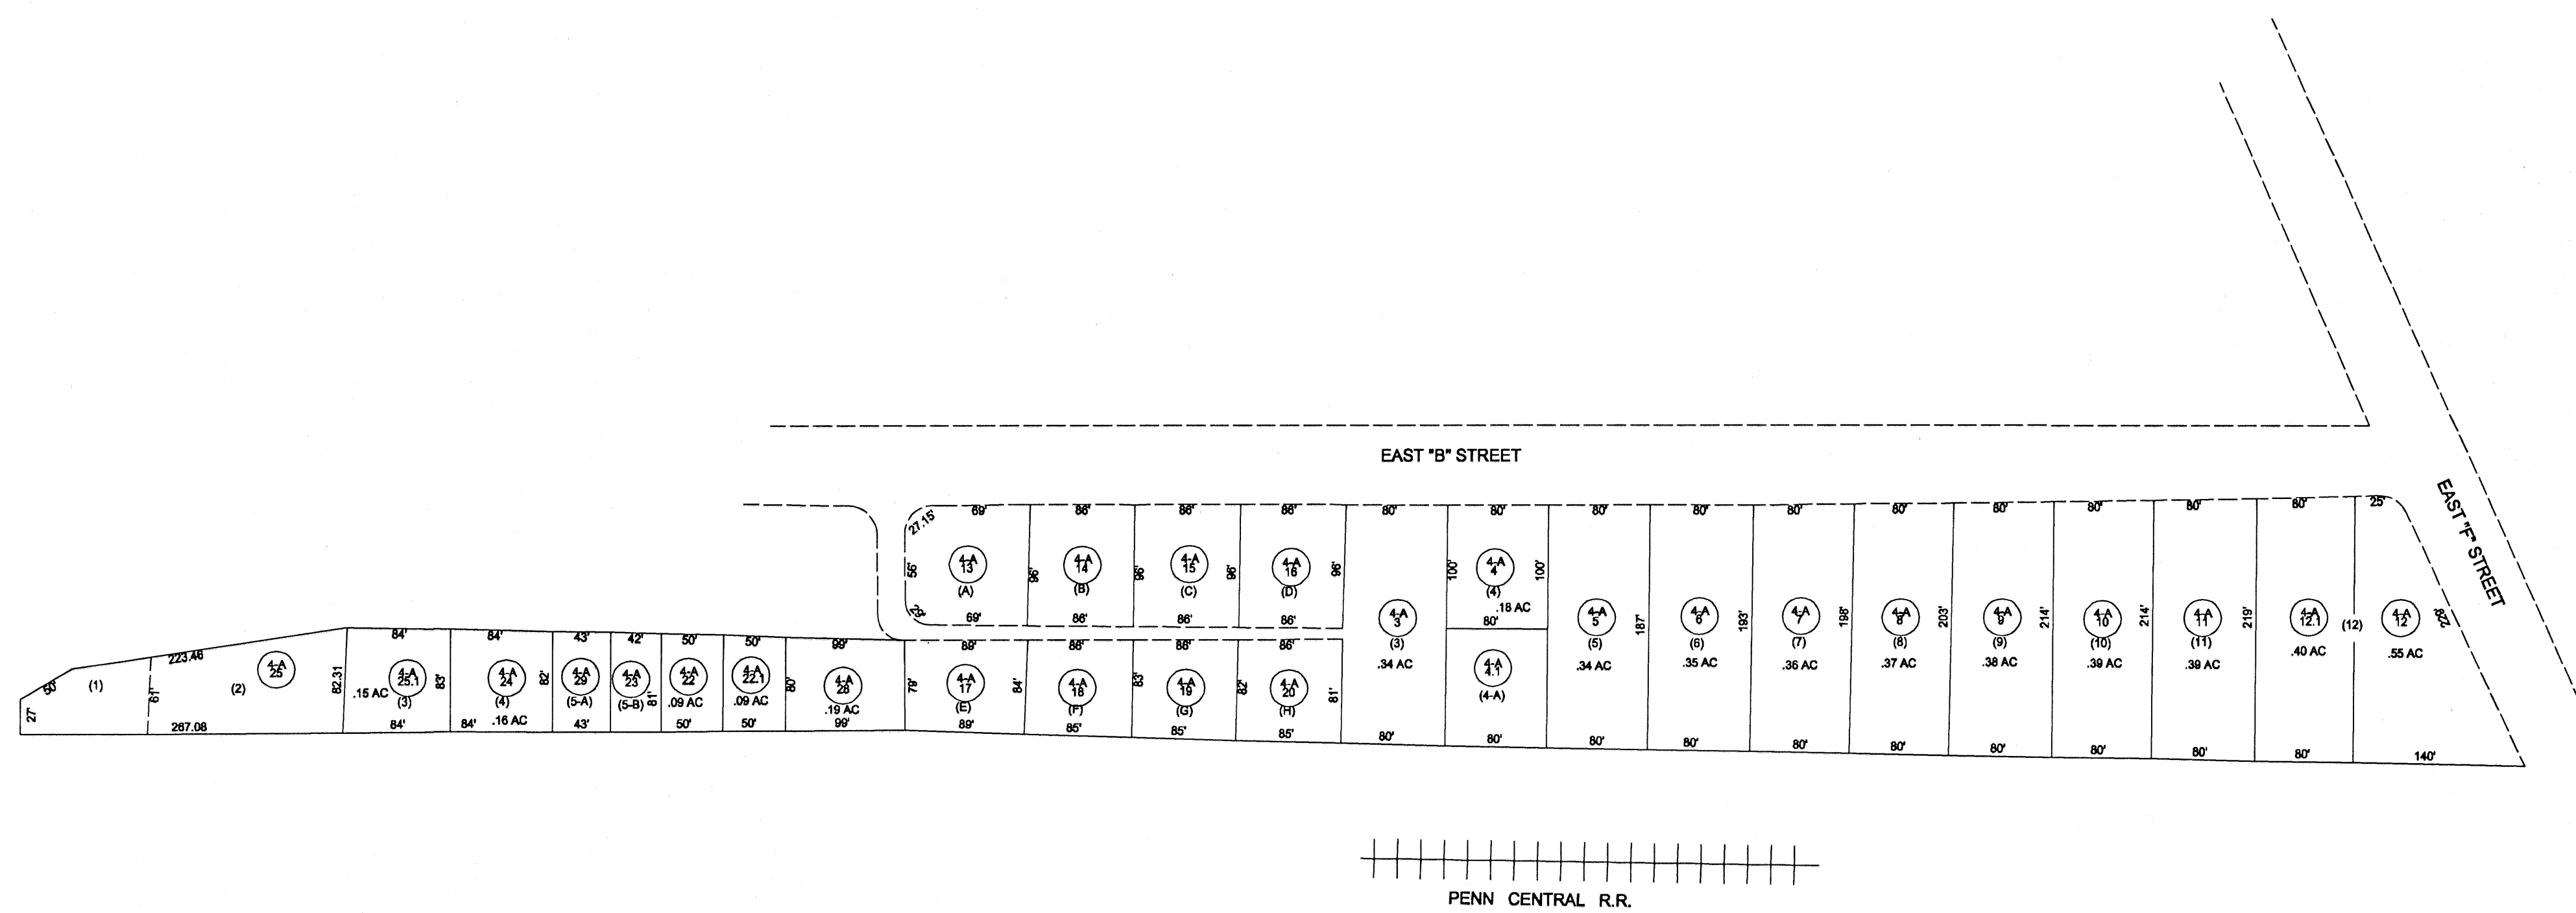 EAST "B" STREET
EAST "F" STREET
27.15'
69'
86'
86'
86'
80'
80'
80'
80'
80'
80'
80'
80'
80'
80'
25'
56'
4-A
13
(A)
96'
4-A
14
(B)
96'
4-A
15
(C)
96'
4-A
16
(D)
96'
29'
69'
86'
86'
86'
4-A
3
(3)
.34 AC
100'
4-A
4
(4)
.18 AC
100'
80'
4-A
4.1
(4-A)
4-A
5
(5)
.34 AC
187'
4-A
6
(6)
.35 AC
193'
4-A
7
(7)
.36 AC
198'
4-A
8
(8)
.37 AC
203'
4-A
9
(9)
.38 AC
214'
4-A
10
(10)
.39 AC
214'
4-A
11
(11)
.39 AC
219'
4-A
12.1
.40 AC
(12)
4-A
12
.55 AC
228'
27'
50'
(1)
61'
223.46
(2)
4-A
25
267.08
82.31
84'
84'
43'
42'
50'
50'
99'
89'
86'
86'
86'
.15 AC
4-A
25.1
(3)
83'
4-A
24
(4)
.16 AC
82'
4-A
29
(5-A)
4-A
23
(5-B)
81'
4-A
22
.09 AC
4-A
22.1
.09 AC
80'
4-A
28
.19 AC
79'
4-A
17
(E)
84'
4-A
18
(F)
83'
4-A
19
(G)
82'
4-A
20
(H)
81'
84'
84'
43'
50'
50'
99'
89'
85'
85'
85'
80'
80'
80'
80'
80'
80'
80'
80'
80'
80'
140'
PENN CENTRAL R.R.